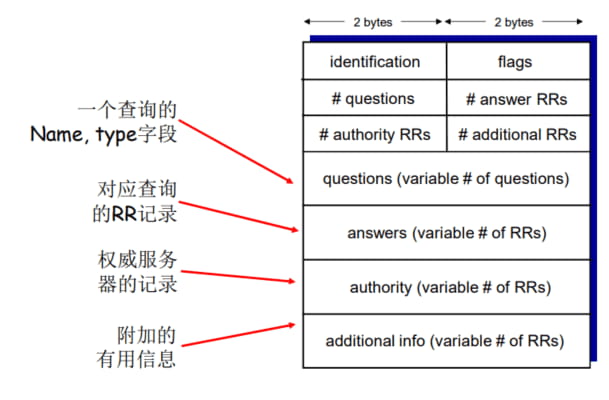 2 bytes 2 bytes
identification flags
# questions # answer RRs
# authority RRs # additional RRs
一个查询的
Name, type字段
questions (variable # of questions)
对应查询
的RR记录
answers (variable # of RRs)
权威服务
器的记录
authority (variable # of RRs)
附加的
有用信息
additional info (variable # of RRs)